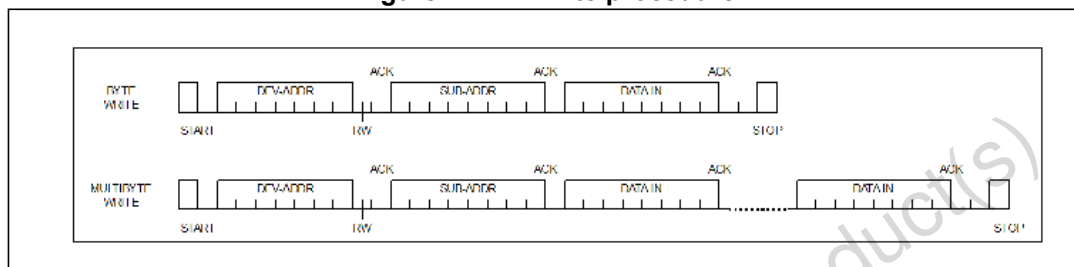 ACK ACK ACK
BYTE DEV-ADDR SUB-ADDR DATA IN
WRITE
START RW STOP
ACK ACK ACK ACK
MULTIBYTE DEV-ADDR SUB-ADDR DATA IN DATA IN
WRITE
START RW STOP
duct(s)